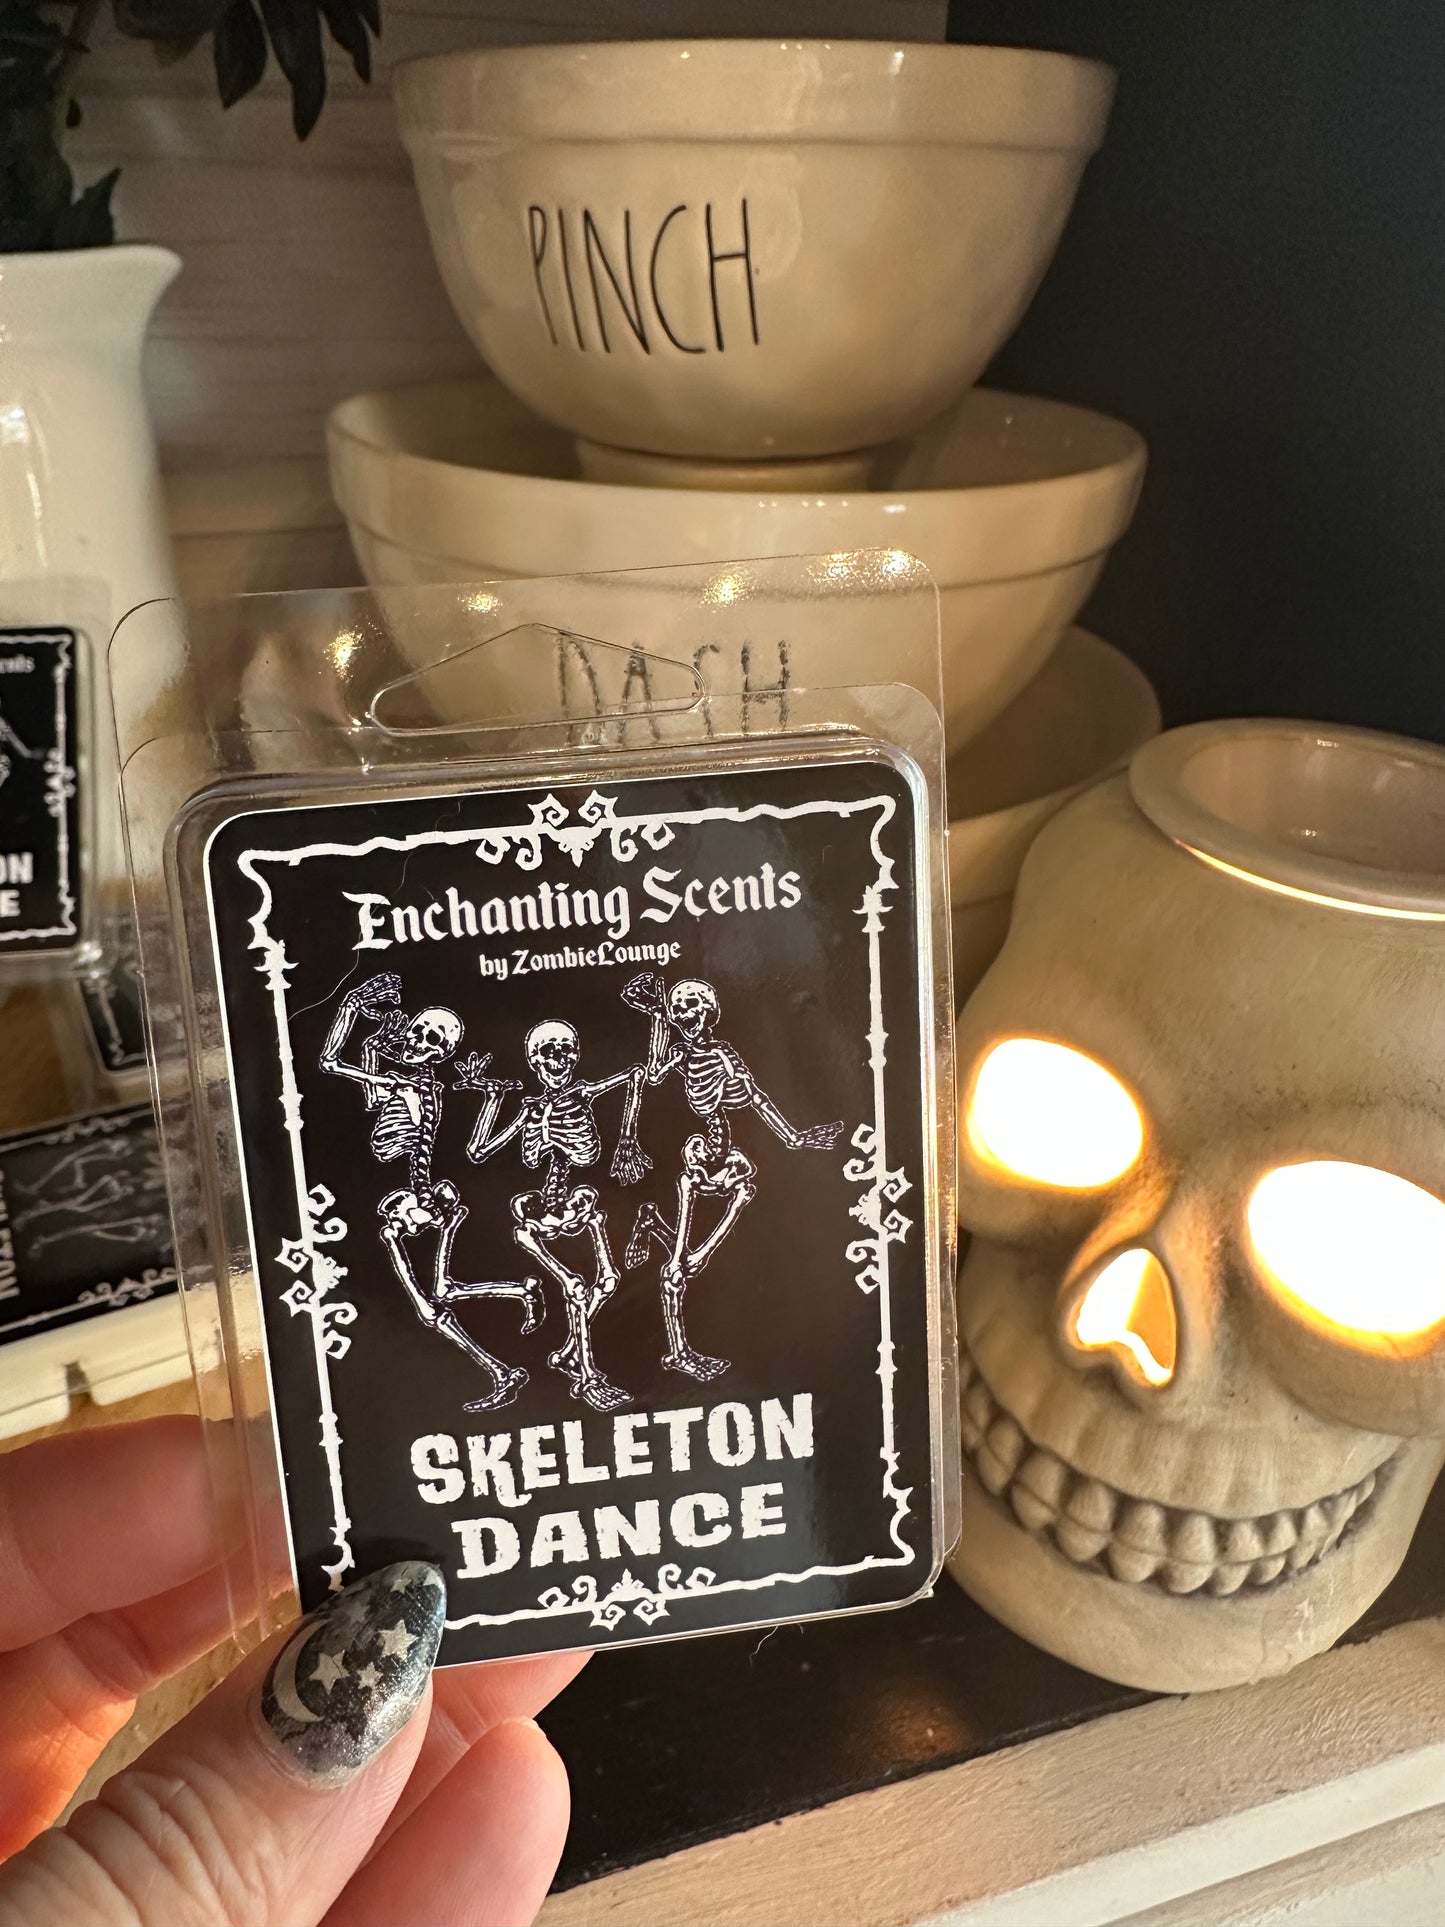 PINCH
DASH
Enchanting Scents
by ZombieLounge
SKELETON
DANCE